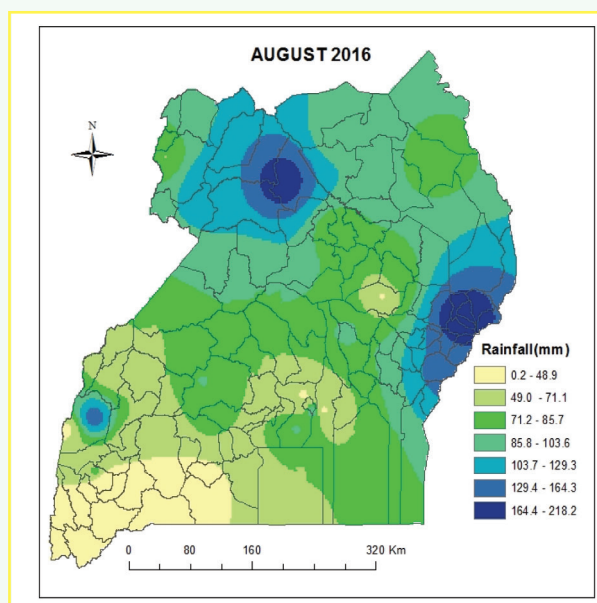 AUGUST 2016
N
Rainfall(mm)
0.2 - 48.9
49.0 - 71.1
71.2 - 85.7
85.8 - 103.6
103.7 - 129.3
129.4 - 164.3
164.4 - 218.2
0 80 160 320 Km